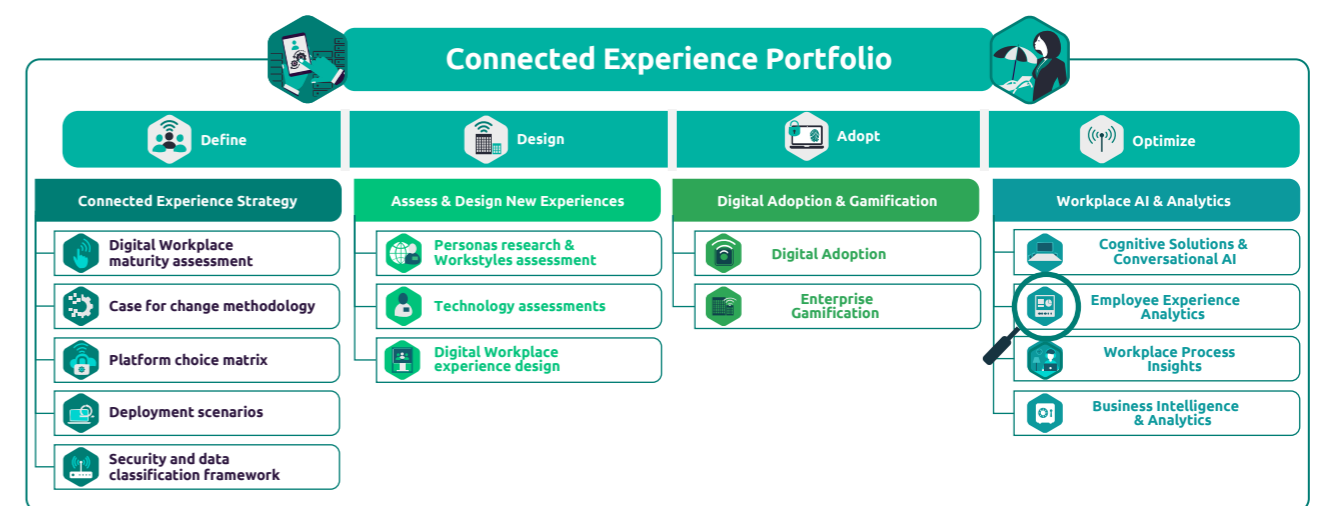 Connected Experience Portfolio
Define
Design
Adopt
Optimize
Connected Experience Strategy
Digital Workplace
maturity assessment
Case for change methodology
Platform choice matrix
Deployment scenarios
Security and data
classification framework
Assess & Design New Experiences
Personas research &
Workstyles assessment
Technology assessments
Digital Workplace
experience design
Digital Adoption & Gamification
Digital Adoption
Enterprise
Gamification
Workplace AI & Analytics
Cognitive Solutions &
Conversational AI
Employee Experience
Analytics
Workplace Process
Insights
Business Intelligence
& Analytics